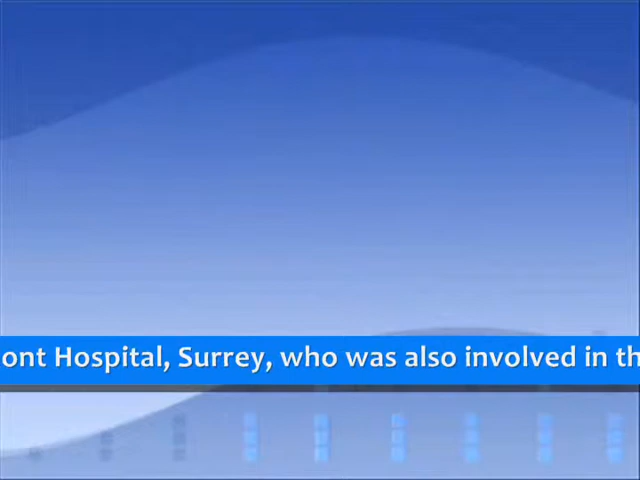 ont Hospital, Surrey, who was also involved in th